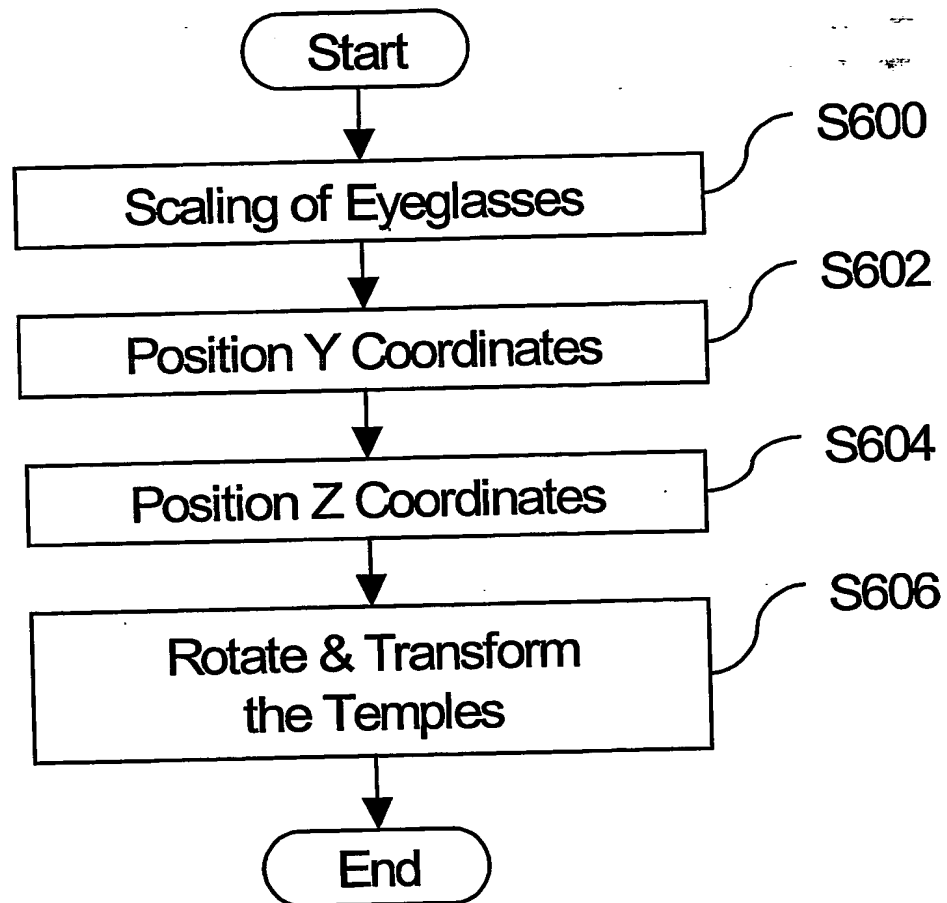 Start
S600
Scaling of Eyeglasses
S602
Position Y Coordinates
S604
Position Z Coordinates
S606
Rotate & Transform
the Temples
End